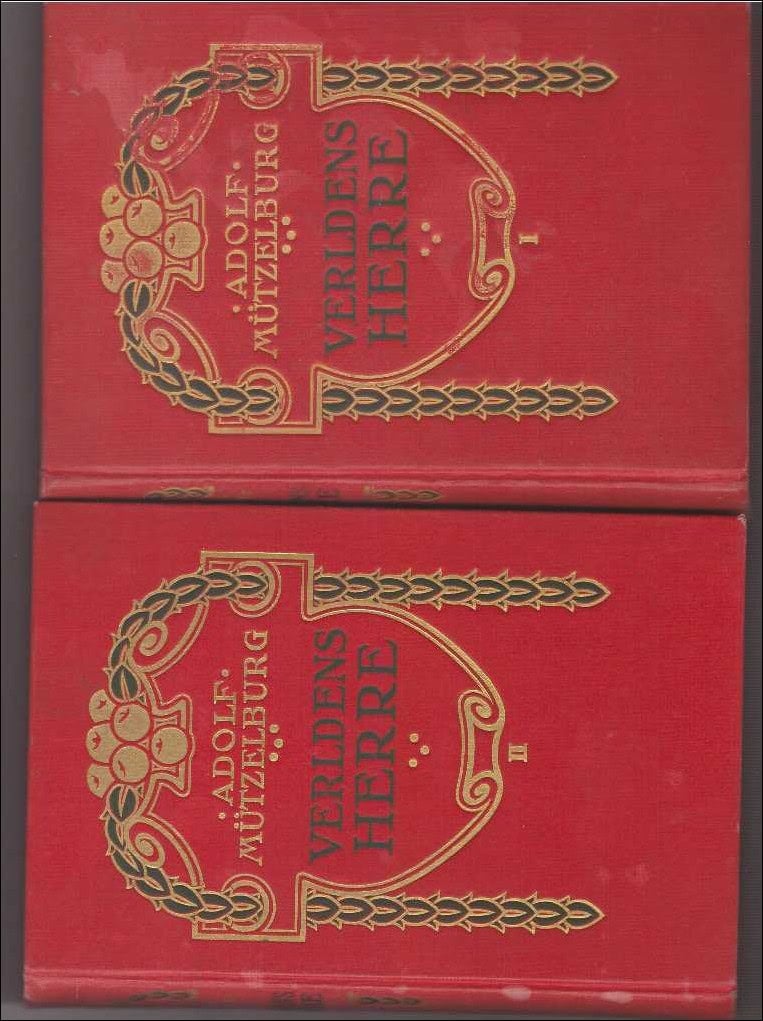 ·ADOLF·
MÜTZELBURG
VERLDENS
HERRE
I
·ADOLF·
MÜTZELBURG
VERLDENS
HERRE
II